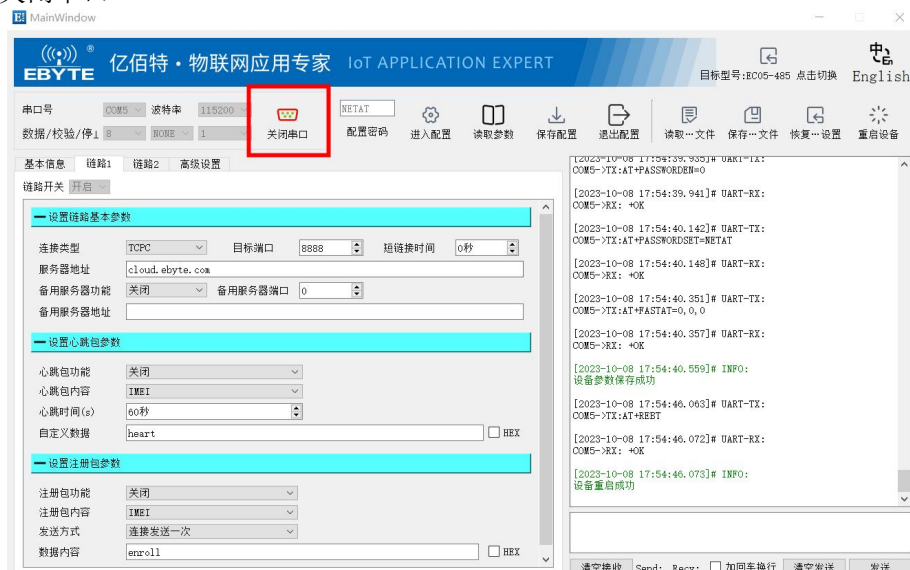 MainWindow
EBYTE ® 亿佰特·物联网应用专家 IoT APPLICATION EXPERT
目标型号:EC05-485 点击切换
中 En
English
串口号 COM5 波特率 115200
数据/校验/停⊥ 8 NONE 1
关闭串口
NETAT
配置密码 进入配置 读取参数 保存配置 退出配置 读取…文件 保存…文件 恢复…设置 重启设备
基本信息 链路1 链路2 高级设置
链路开关 开启
设置链路基本参数
连接类型 TCPC 目标端口 8888 短链接时间 0秒
服务器地址 cloud.ebyte.com
备用服务器功能 关闭 备用服务器端口 0
备用服务器地址
设置心跳包参数
心跳包功能 关闭
心跳包内容 IMEI
心跳时间(s) 60秒
自定义数据 heart HEX
设置注册包参数
注册包功能 关闭
注册包内容 IMEI
发送方式 连接发送一次
数据内容 enroll HEX
[2023-10-08 17:54:39.935]# UART-TX:
COM5->TX:AT+PASSWORDEN=0
[2023-10-08 17:54:39.941]# UART-RX:
COM5->RX: +OK
[2023-10-08 17:54:40.142]# UART-TX:
COM5->TX:AT+PASSWORDSET=NETAT
[2023-10-08 17:54:40.148]# UART-RX:
COM5->RX: +OK
[2023-10-08 17:54:40.351]# UART-TX:
COM5->TX:AT+FASTAT=0,0,0
[2023-10-08 17:54:40.357]# UART-RX:
COM5->RX: +OK
[2023-10-08 17:54:40.559]# INFO:
设备参数保存成功
[2023-10-08 17:54:46.063]# UART-TX:
COM5->TX:AT+REBT
[2023-10-08 17:54:46.072]# UART-RX:
COM5->RX: +OK
[2023-10-08 17:54:46.073]# INFO:
设备重启成功
清空接收 Send: Recv: 加回车换行 清空发送 发送